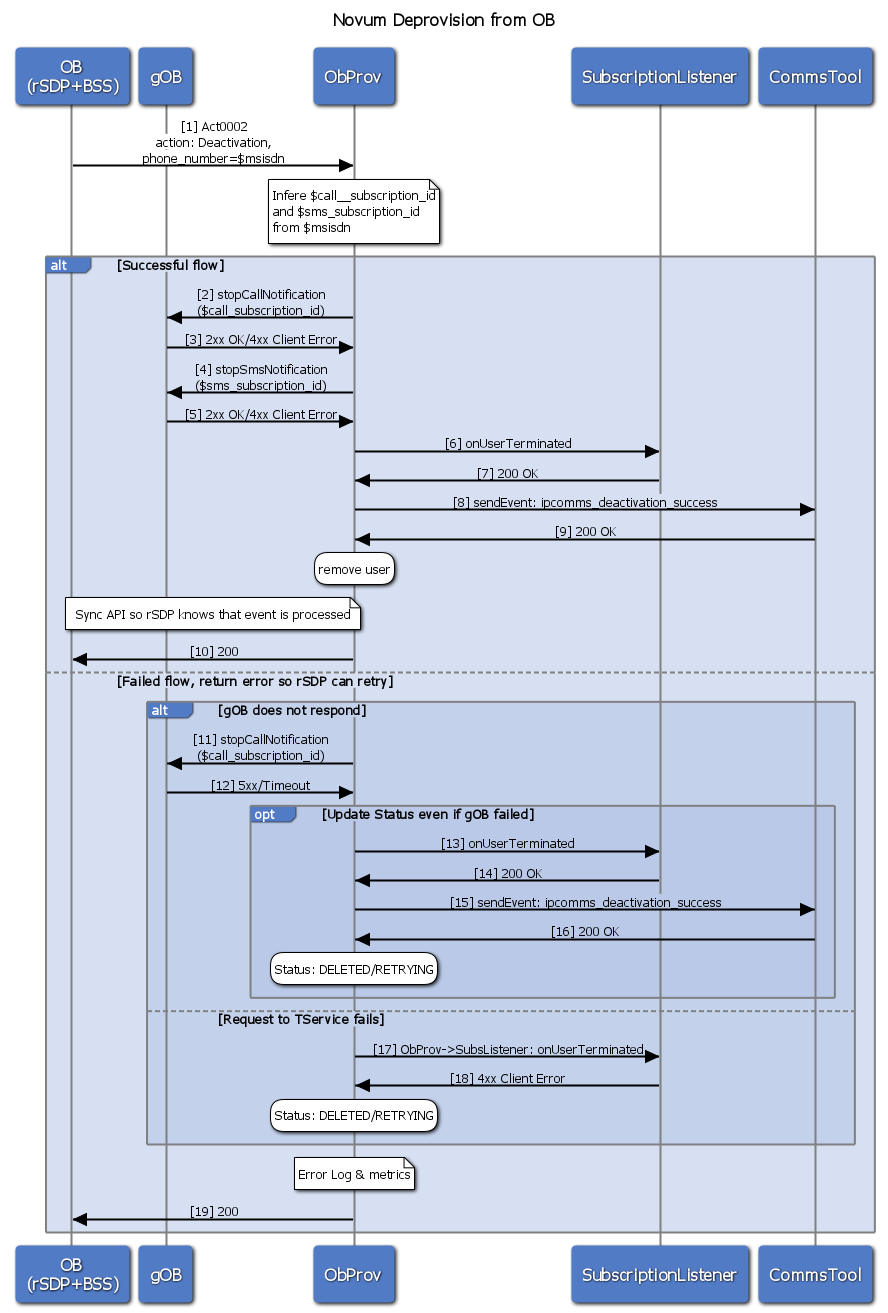 Novum Deprovision from OB
OB
(rSDP+BSS)
gOB
ObProv
SubscriptionListener
CommsTool
[1] Act0002
action: Deactivation,
phone_number=$msisdn
Infere $call__subscription_id
and $sms_subscription_id
from $msisdn
alt
[Successful flow]
[2] stopCallNotification
($call_subscription_id)
[3] 2xx OK/4xx Client Error
[4] stopSmsNotification
($sms_subscription_id)
[5] 2xx OK/4xx Client Error
[6] onUserTerminated
[7] 200 OK
[8] sendEvent: ipcomms_deactivation_success
[9] 200 OK
remove user
Sync API so rSDP knows that event is processed
[10] 200
[Failed flow, return error so rSDP can retry]
alt
[gOB does not respond]
[11] stopCallNotification
($call_subscription_id)
[12] 5xx/Timeout
opt
[Update Status even if gOB failed]
[13] onUserTerminated
[14] 200 OK
[15] sendEvent: ipcomms_deactivation_success
[16] 200 OK
Status: DELETED/RETRYING
[Request to TService fails]
[17] ObProv->SubsListener: onUserTerminated
[18] 4xx Client Error
Status: DELETED/RETRYING
Error Log & metrics
[19] 200
OB
(rSDP+BSS)
gOB
ObProv
SubscriptionListener
CommsTool